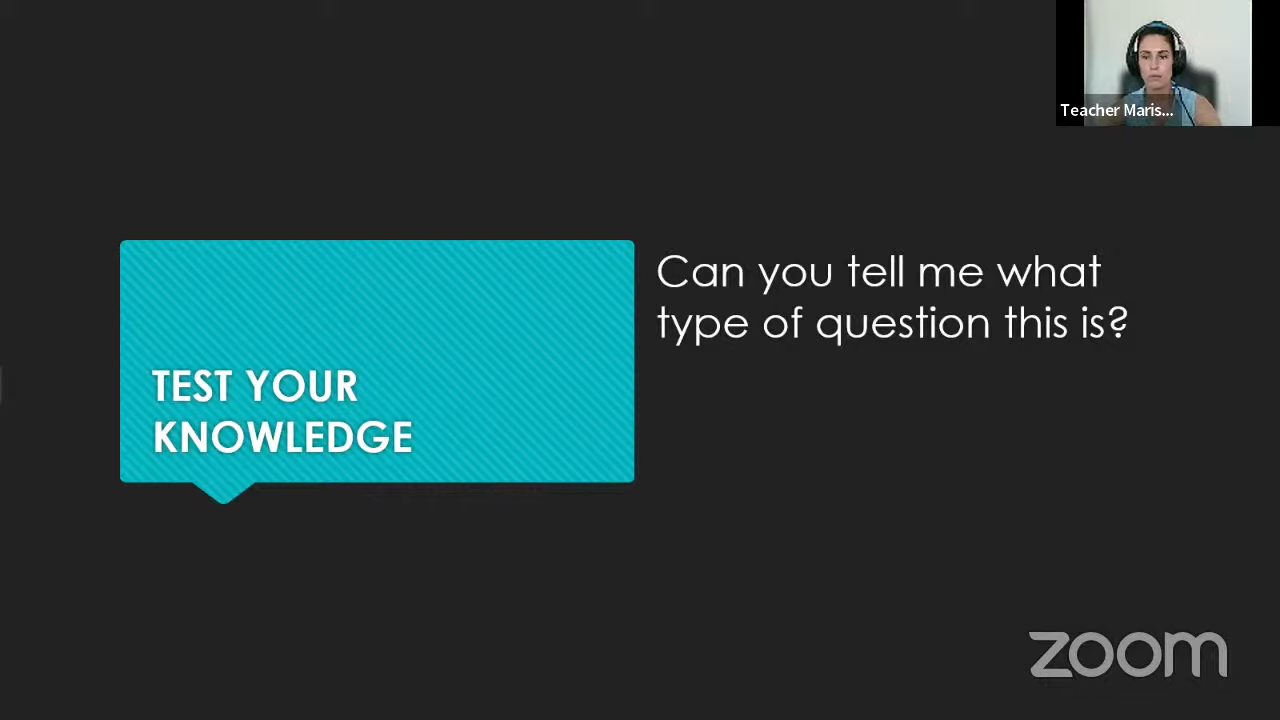 Teacher Maris...
Can you tell me what
type of question this is?
TEST YOUR
KNOWLEDGE
zoom